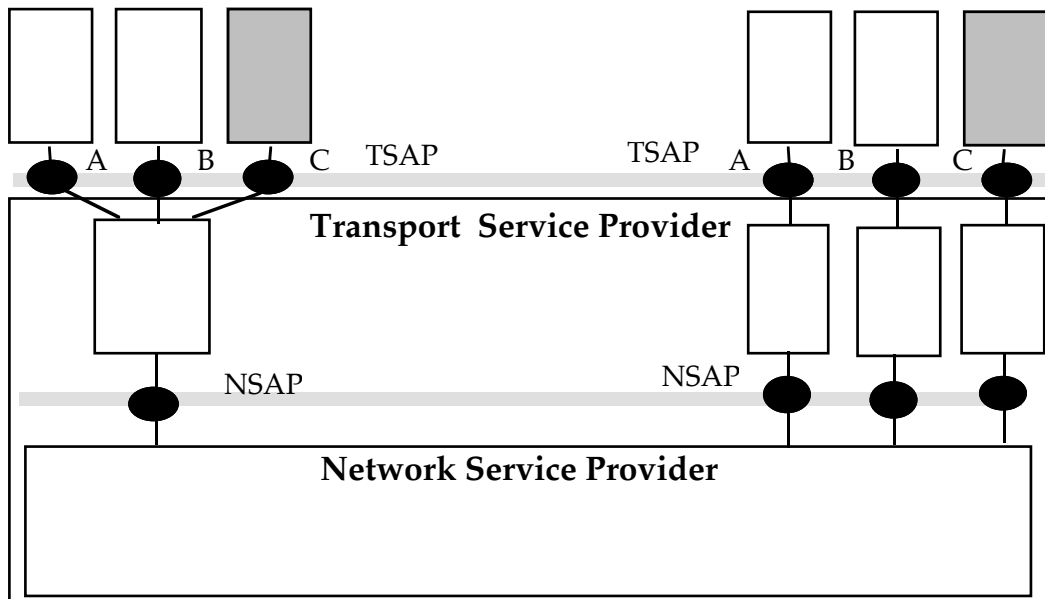 A B C TSAP TSAP A B C
Transport Service Provider
NSAP NSAP
Network Service Provider